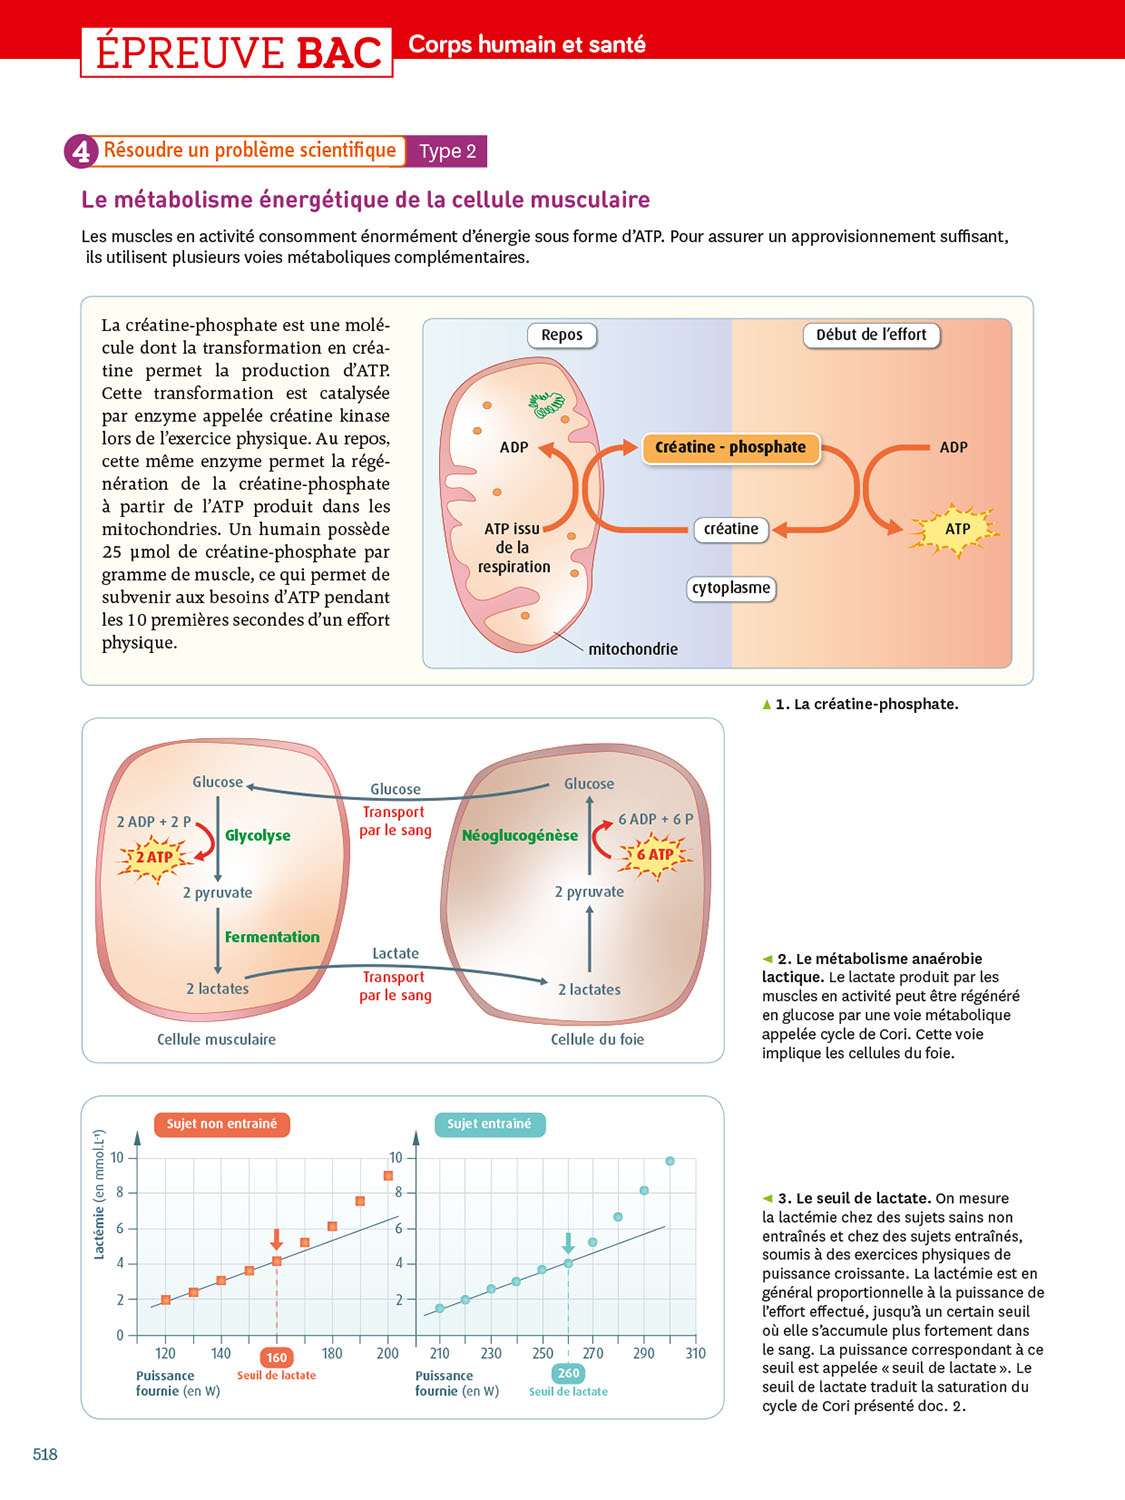 ÉPREUVE BAC
Corps humain et santé
4 Résoudre un problème scientifique Type 2
Le métabolisme énergétique de la cellule musculaire
Les muscles en activité consomment énormément d'énergie sous forme d'ATP. Pour assurer un approvisionnement suffisant,
ils utilisent plusieurs voies métaboliques complémentaires.
La créatine-phosphate est une molé-
cule dont la transformation en créa-
tine permet la production d'ATP.
Cette transformation est catalysée
par enzyme appelée créatine kinase
lors de l'exercice physique. Au repos,
cette même enzyme permet la régé-
nération de la créatine-phosphate
à partir de l'ATP produit dans les
mitochondries. Un humain possède
25 µmol de créatine-phosphate par
gramme de muscle, ce qui permet de
subvenir aux besoins d'ATP pendant
les 10 premières secondes d'un effort
physique.
Repos
Début de l'effort
ADP
Créatine - phosphate
ADP
ATP issu
de la
respiration
créatine
ATP
cytoplasme
mitochondrie
1. La créatine-phosphate.
Glucose
Glucose
Transport
par le sang
Glucose
2 ADP + 2 P
2 ATP
Glycolyse
Néoglucogénèse
6 ADP + 6 P
6 ATP
2 pyruvate
2 pyruvate
Fermentation
Lactate
Transport
par le sang
2 lactates
2 lactates
Cellule musculaire
Cellule du foie
2. Le métabolisme anaérobie
lactique. Le lactate produit par les
muscles en activité peut être régénéré
en glucose par une voie métabolique
appelée cycle de Cori. Cette voie
implique les cellules du foie.
Sujet non entraîné
Sujet entraîné
Lactémie (en mmol.L⁻¹)
10
8
6
4
2
0
120
140
160
180
200
Puissance
fournie (en W)
Seuil de lactate
10
8
6
4
2
210
230
250
270
290
310
260
Puissance
fournie (en W)
Seuil de lactate
3. Le seuil de lactate. On mesure
la lactémie chez des sujets sains non
entraînés et chez des sujets entraînés,
soumis à des exercices physiques de
puissance croissante. La lactémie est en
général proportionnelle à la puissance de
l'effort effectué, jusqu'à un certain seuil
où elle s'accumule plus fortement dans
le sang. La puissance correspondant à ce
seuil est appelée « seuil de lactate ». Le
seuil de lactate traduit la saturation du
cycle de Cori présenté doc. 2.
518